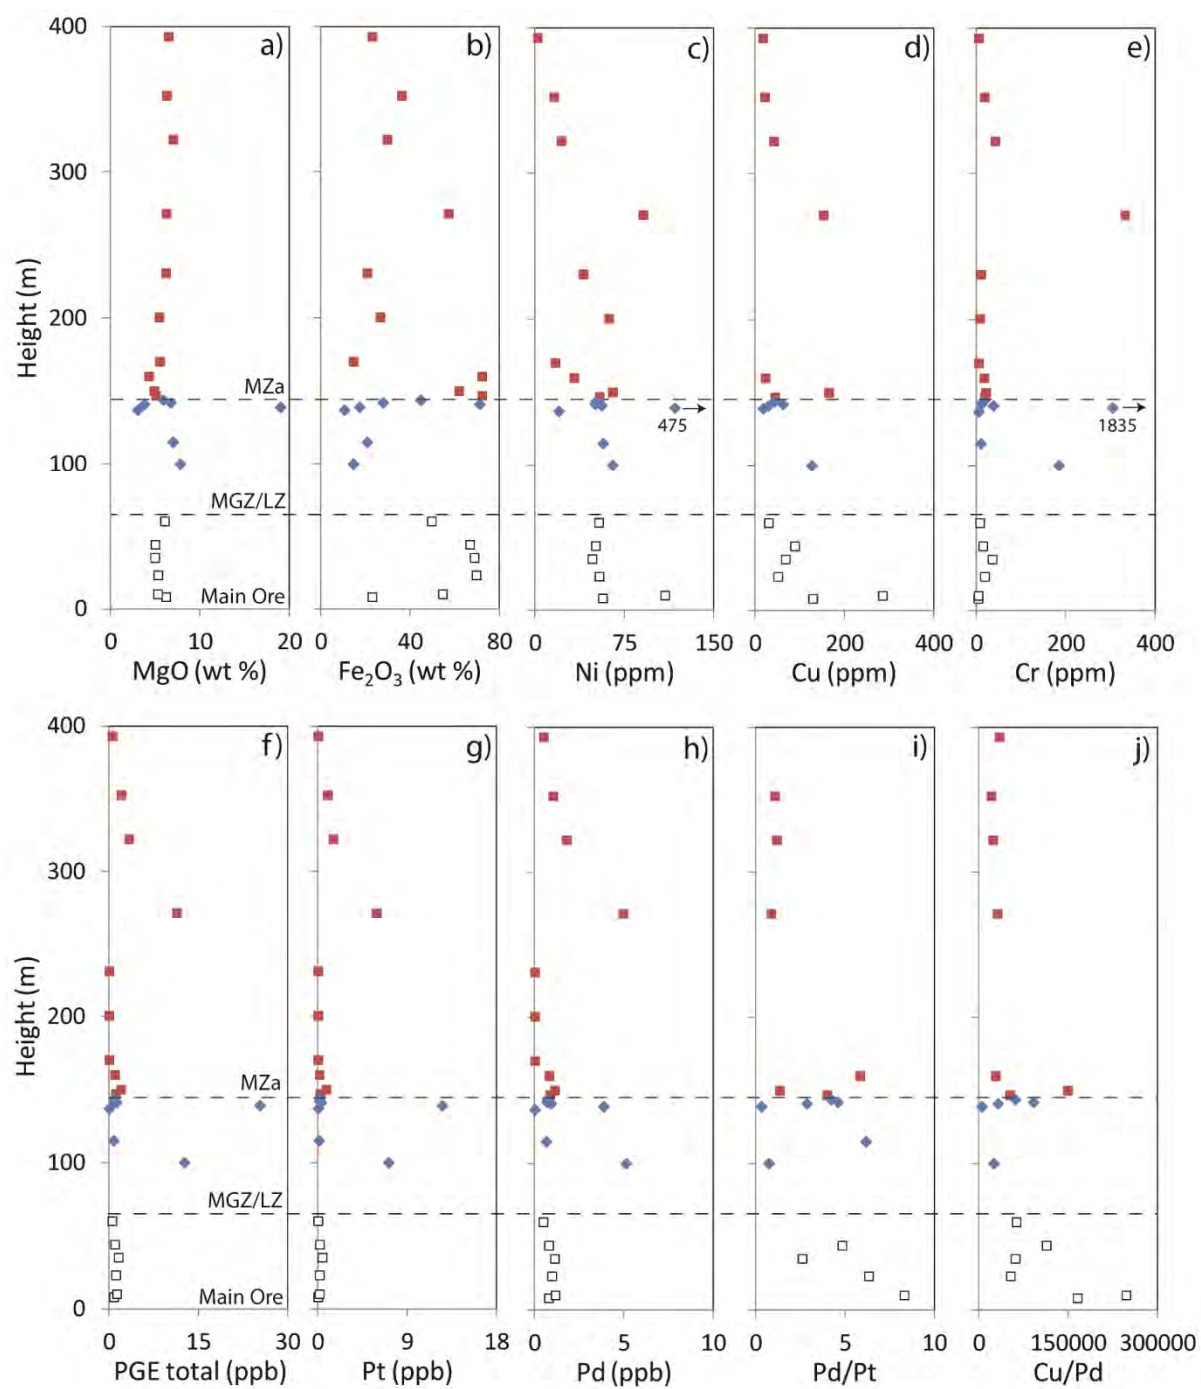 400
a)
b)
c)
d)
e)
300
Height (m)
200
MZa
475
1835
100
MGZ/LZ
Main Ore
0
0 10 20
0 40 80
0 75 150
0 200 400
0 200 400
MgO (wt %)
Fe₂O₃ (wt %)
Ni (ppm)
Cu (ppm)
Cr (ppm)
400
f)
g)
h)
i)
j)
300
Height (m)
200
MZa
100
MGZ/LZ
Main Ore
0
0 15 30
0 9 18
0 5 10
0 5 10
0 150000 300000
PGE total (ppb)
Pt (ppb)
Pd (ppb)
Pd/Pt
Cu/Pd